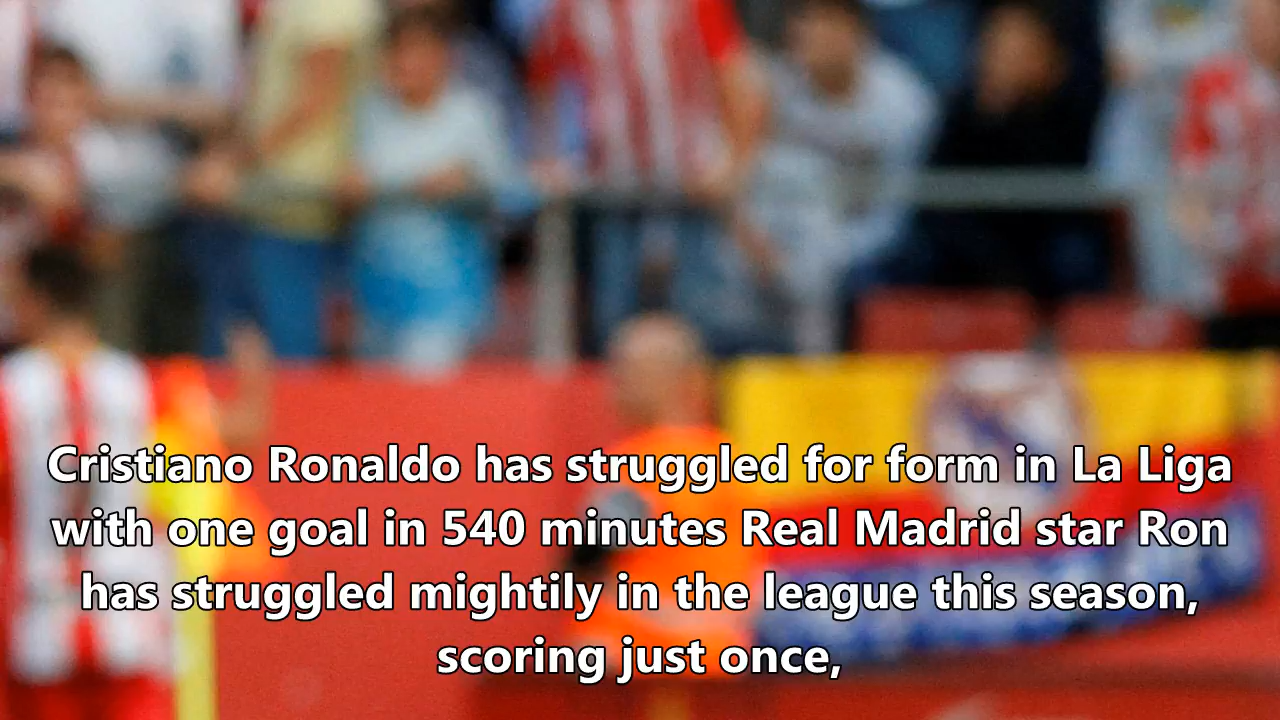 Cristiano Ronaldo has struggled for form in La Liga
with one goal in 540 minutes Real Madrid star Ron
has struggled mightily in the league this season,
scoring just once,